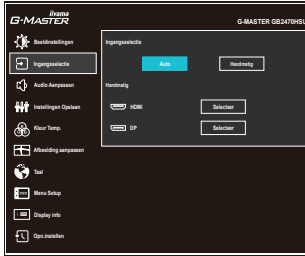 iiyama
G-MASTER
G-MASTER GB2470HSU
Beeldinstellingen
Ingangsselectie
Audio Aanpassen
Instellingen Opslaan
Kleur Temp.
Afbeelding aanpassen
Taal
Menu Setup
Display info
Opn.instellen
Ingangsselectie
Auto
Handmatig
Handmatig
HDMI
Selecteer
DP
Selecteer